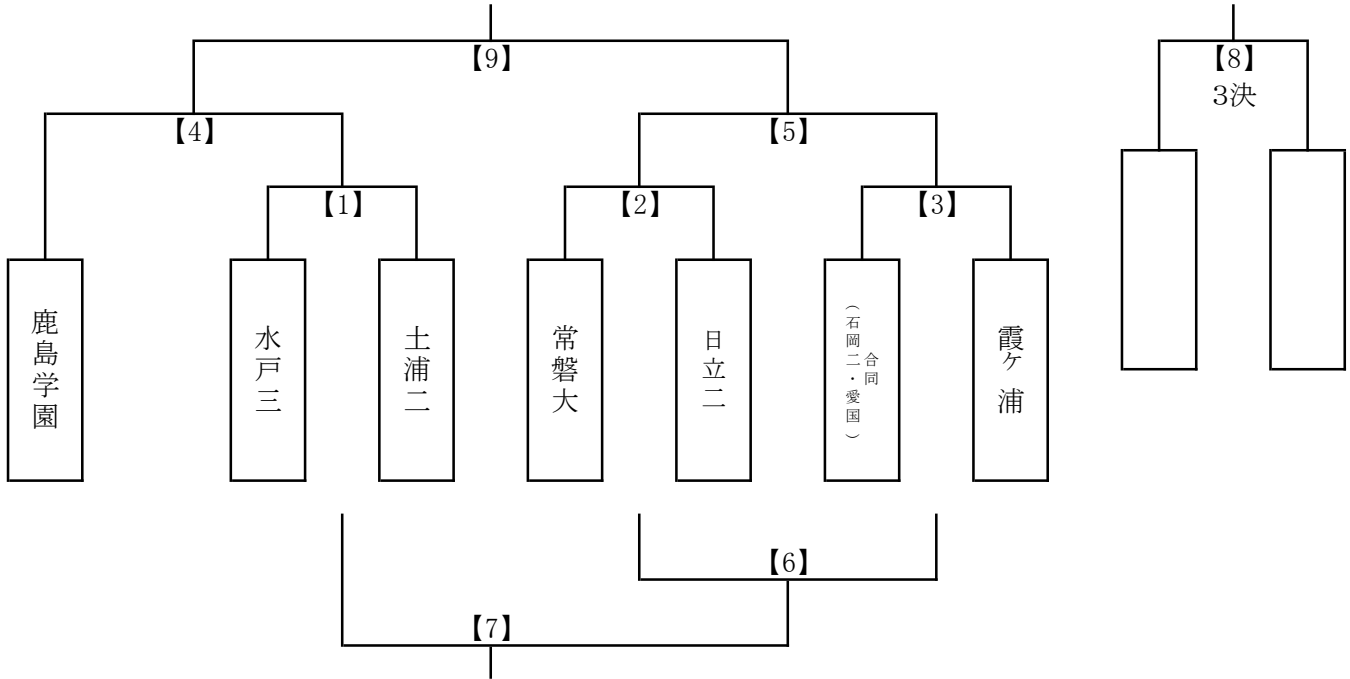 【9】
【8】
3決
【4】
【5】
【1】
【2】
【3】
鹿島学園
水戸三
土浦二
常磐大
日立二
合同
（石岡二・愛国）
霞ケ浦
【6】
【7】